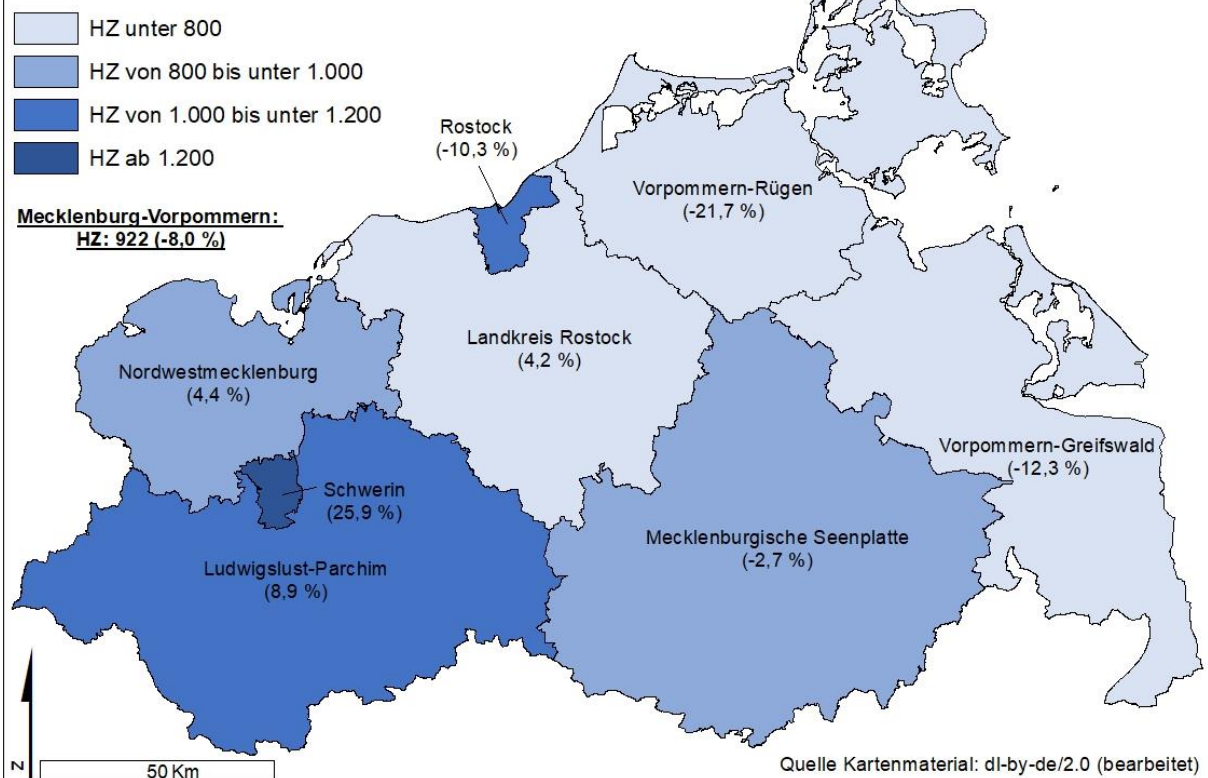 HZ unter 800
HZ von 800 bis unter 1.000
HZ von 1.000 bis unter 1.200
HZ ab 1.200
Mecklenburg-Vorpommern:
HZ: 922 (-8,0 %)
Rostock
(-10,3 %)
Vorpommern-Rügen
(-21,7 %)
Landkreis Rostock
(4,2 %)
Nordwestmecklenburg
(4,4 %)
Vorpommern-Greifswald
(-12,3 %)
Schwerin
(25,9 %)
Mecklenburgische Seenplatte
(-2,7 %)
Ludwigslust-Parchim
(8,9 %)
N
50 Km
Quelle Kartenmaterial: dl-by-de/2.0 (bearbeitet)